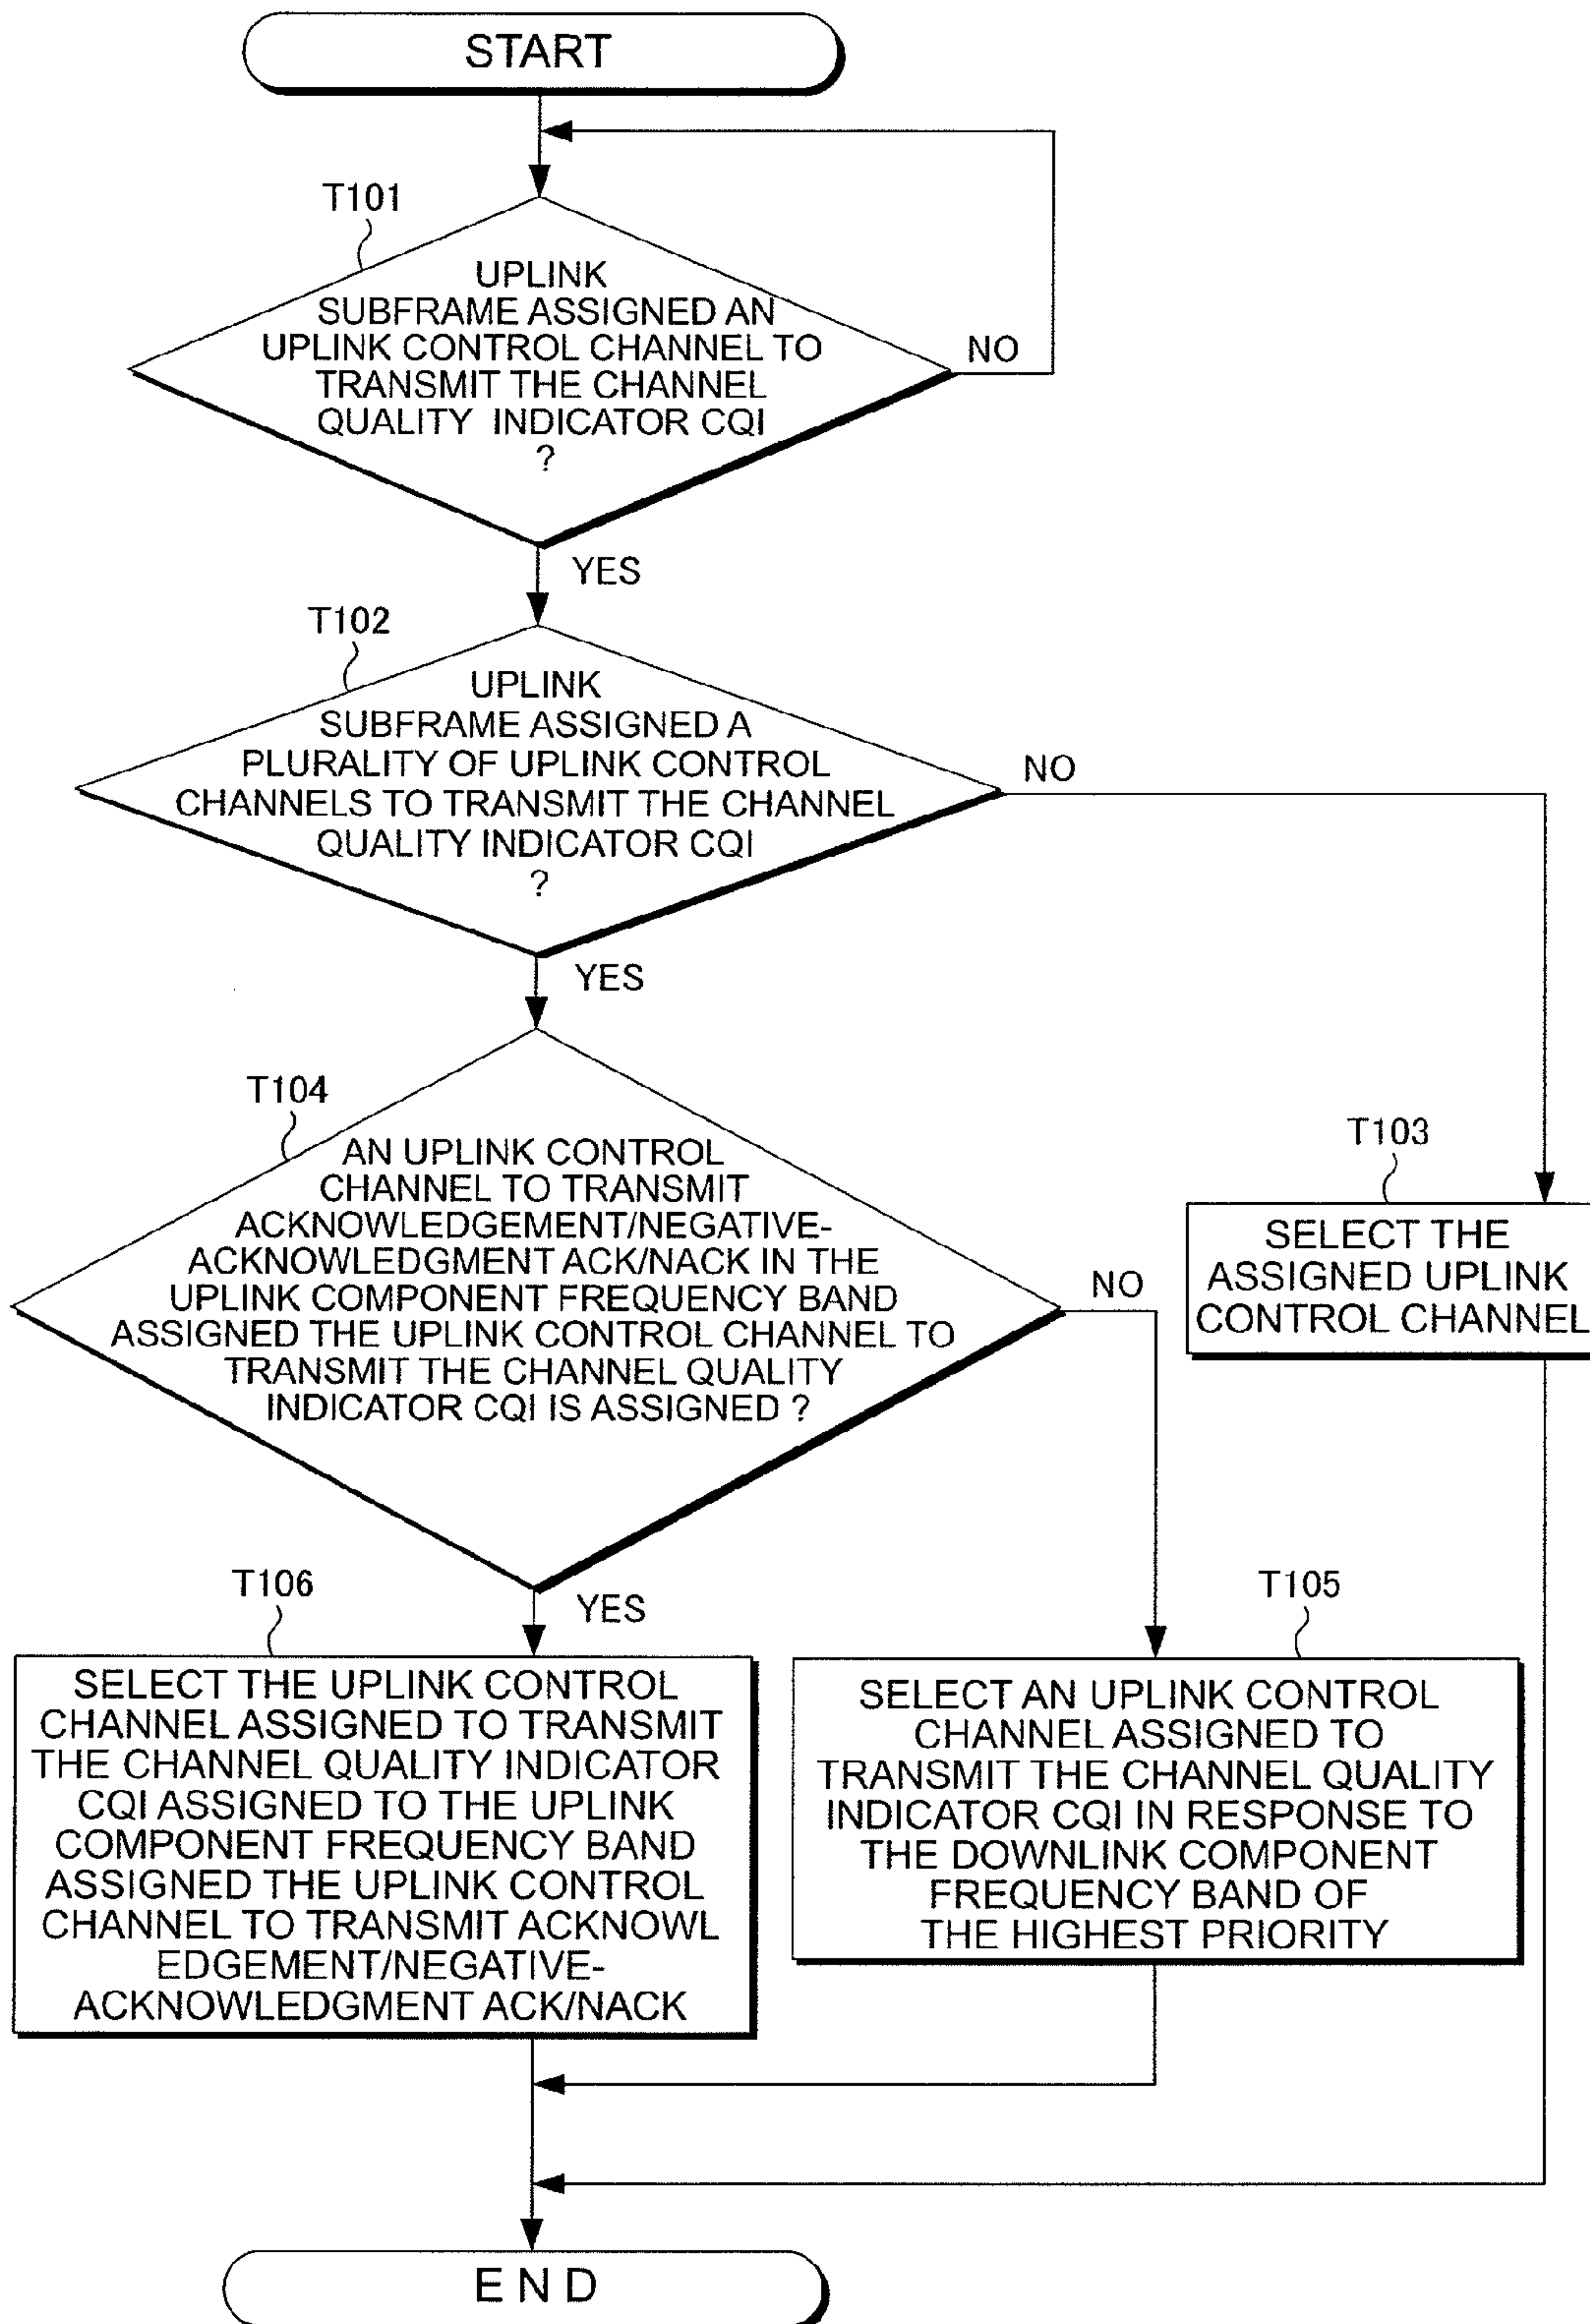 START
T101
UPLINK
SUBFRAME ASSIGNED AN
UPLINK CONTROL CHANNEL TO
TRANSMIT THE CHANNEL
QUALITY INDICATOR CQI
?
NO
YES
T102
UPLINK
SUBFRAME ASSIGNED A
PLURALITY OF UPLINK CONTROL
CHANNELS TO TRANSMIT THE CHANNEL
QUALITY INDICATOR CQI
?
NO
YES
T104
AN UPLINK CONTROL
CHANNEL TO TRANSMIT
ACKNOWLEDGEMENT/NEGATIVE-
ACKNOWLEDGMENT ACK/NACK IN THE
UPLINK COMPONENT FREQUENCY BAND
ASSIGNED THE UPLINK CONTROL CHANNEL TO
TRANSMIT THE CHANNEL QUALITY
INDICATOR CQI IS ASSIGNED ?
NO
YES
T103
SELECT THE
ASSIGNED UPLINK
CONTROL CHANNEL
T106
SELECT THE UPLINK CONTROL
CHANNEL ASSIGNED TO TRANSMIT
THE CHANNEL QUALITY INDICATOR
CQI ASSIGNED TO THE UPLINK
COMPONENT FREQUENCY BAND
ASSIGNED THE UPLINK CONTROL
CHANNEL TO TRANSMIT ACKNOWL
EDGEMENT/NEGATIVE-
ACKNOWLEDGMENT ACK/NACK
T105
SELECT AN UPLINK CONTROL
CHANNEL ASSIGNED TO
TRANSMIT THE CHANNEL QUALITY
INDICATOR CQI IN RESPONSE TO
THE DOWNLINK COMPONENT
FREQUENCY BAND OF
THE HIGHEST PRIORITY
E N D